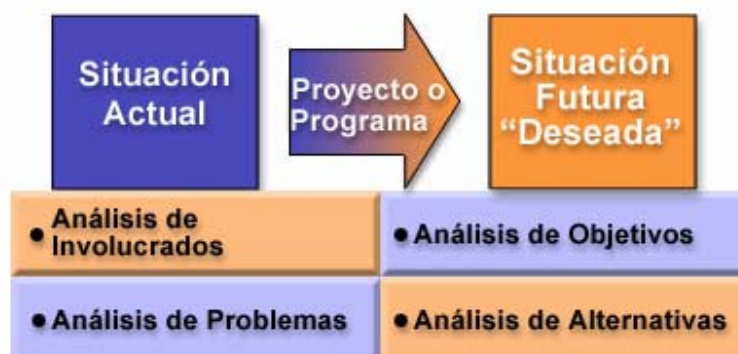 Situación
Actual
Proyecto o
Programa
Situación
Futura
“Deseada”
• Análisis de
Involucrados
• Análisis de Objetivos
• Análisis de Problemas
• Análisis de Alternativas